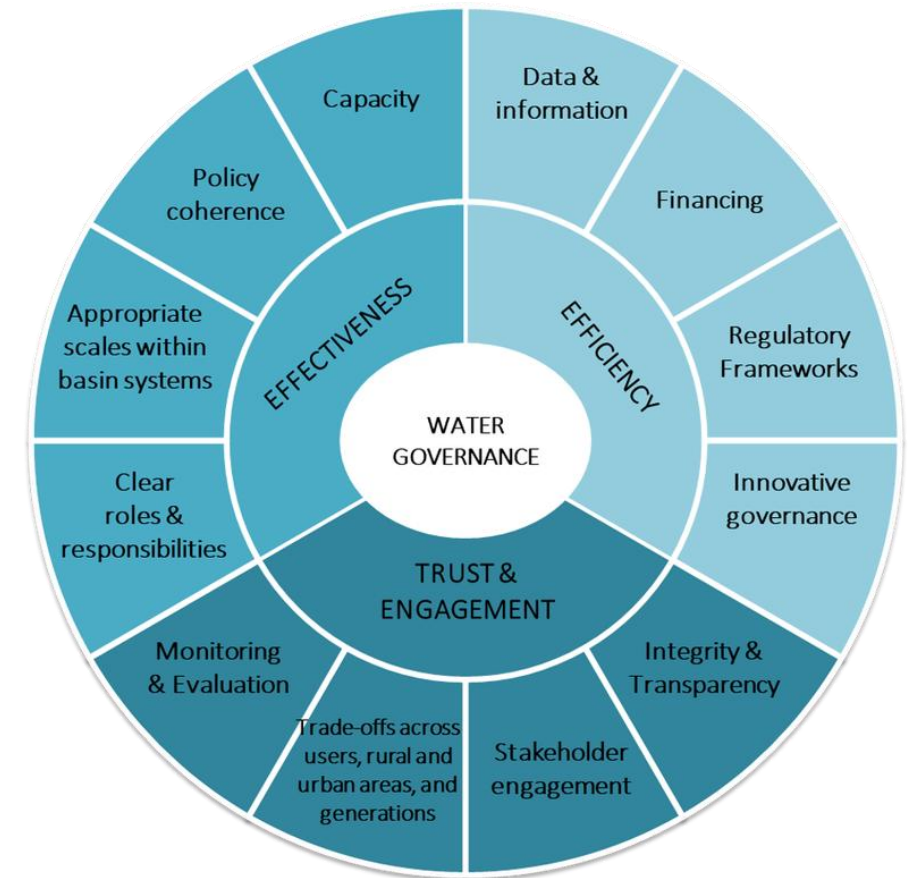 Capacity
Data &
information
Policy
coherence
Financing
Appropriate
scales within
basin systems
EFFECTIVENESS
EFFICIENCY
Regulatory
Frameworks
WATER
GOVERNANCE
Clear
roles &
responsibilities
Innovative
governance
TRUST &
ENGAGEMENT
Monitoring
& Evaluation
Trade-offs across
users, rural and
urban areas, and
generations
Stakeholder
engagement
Integrity &
Transparency